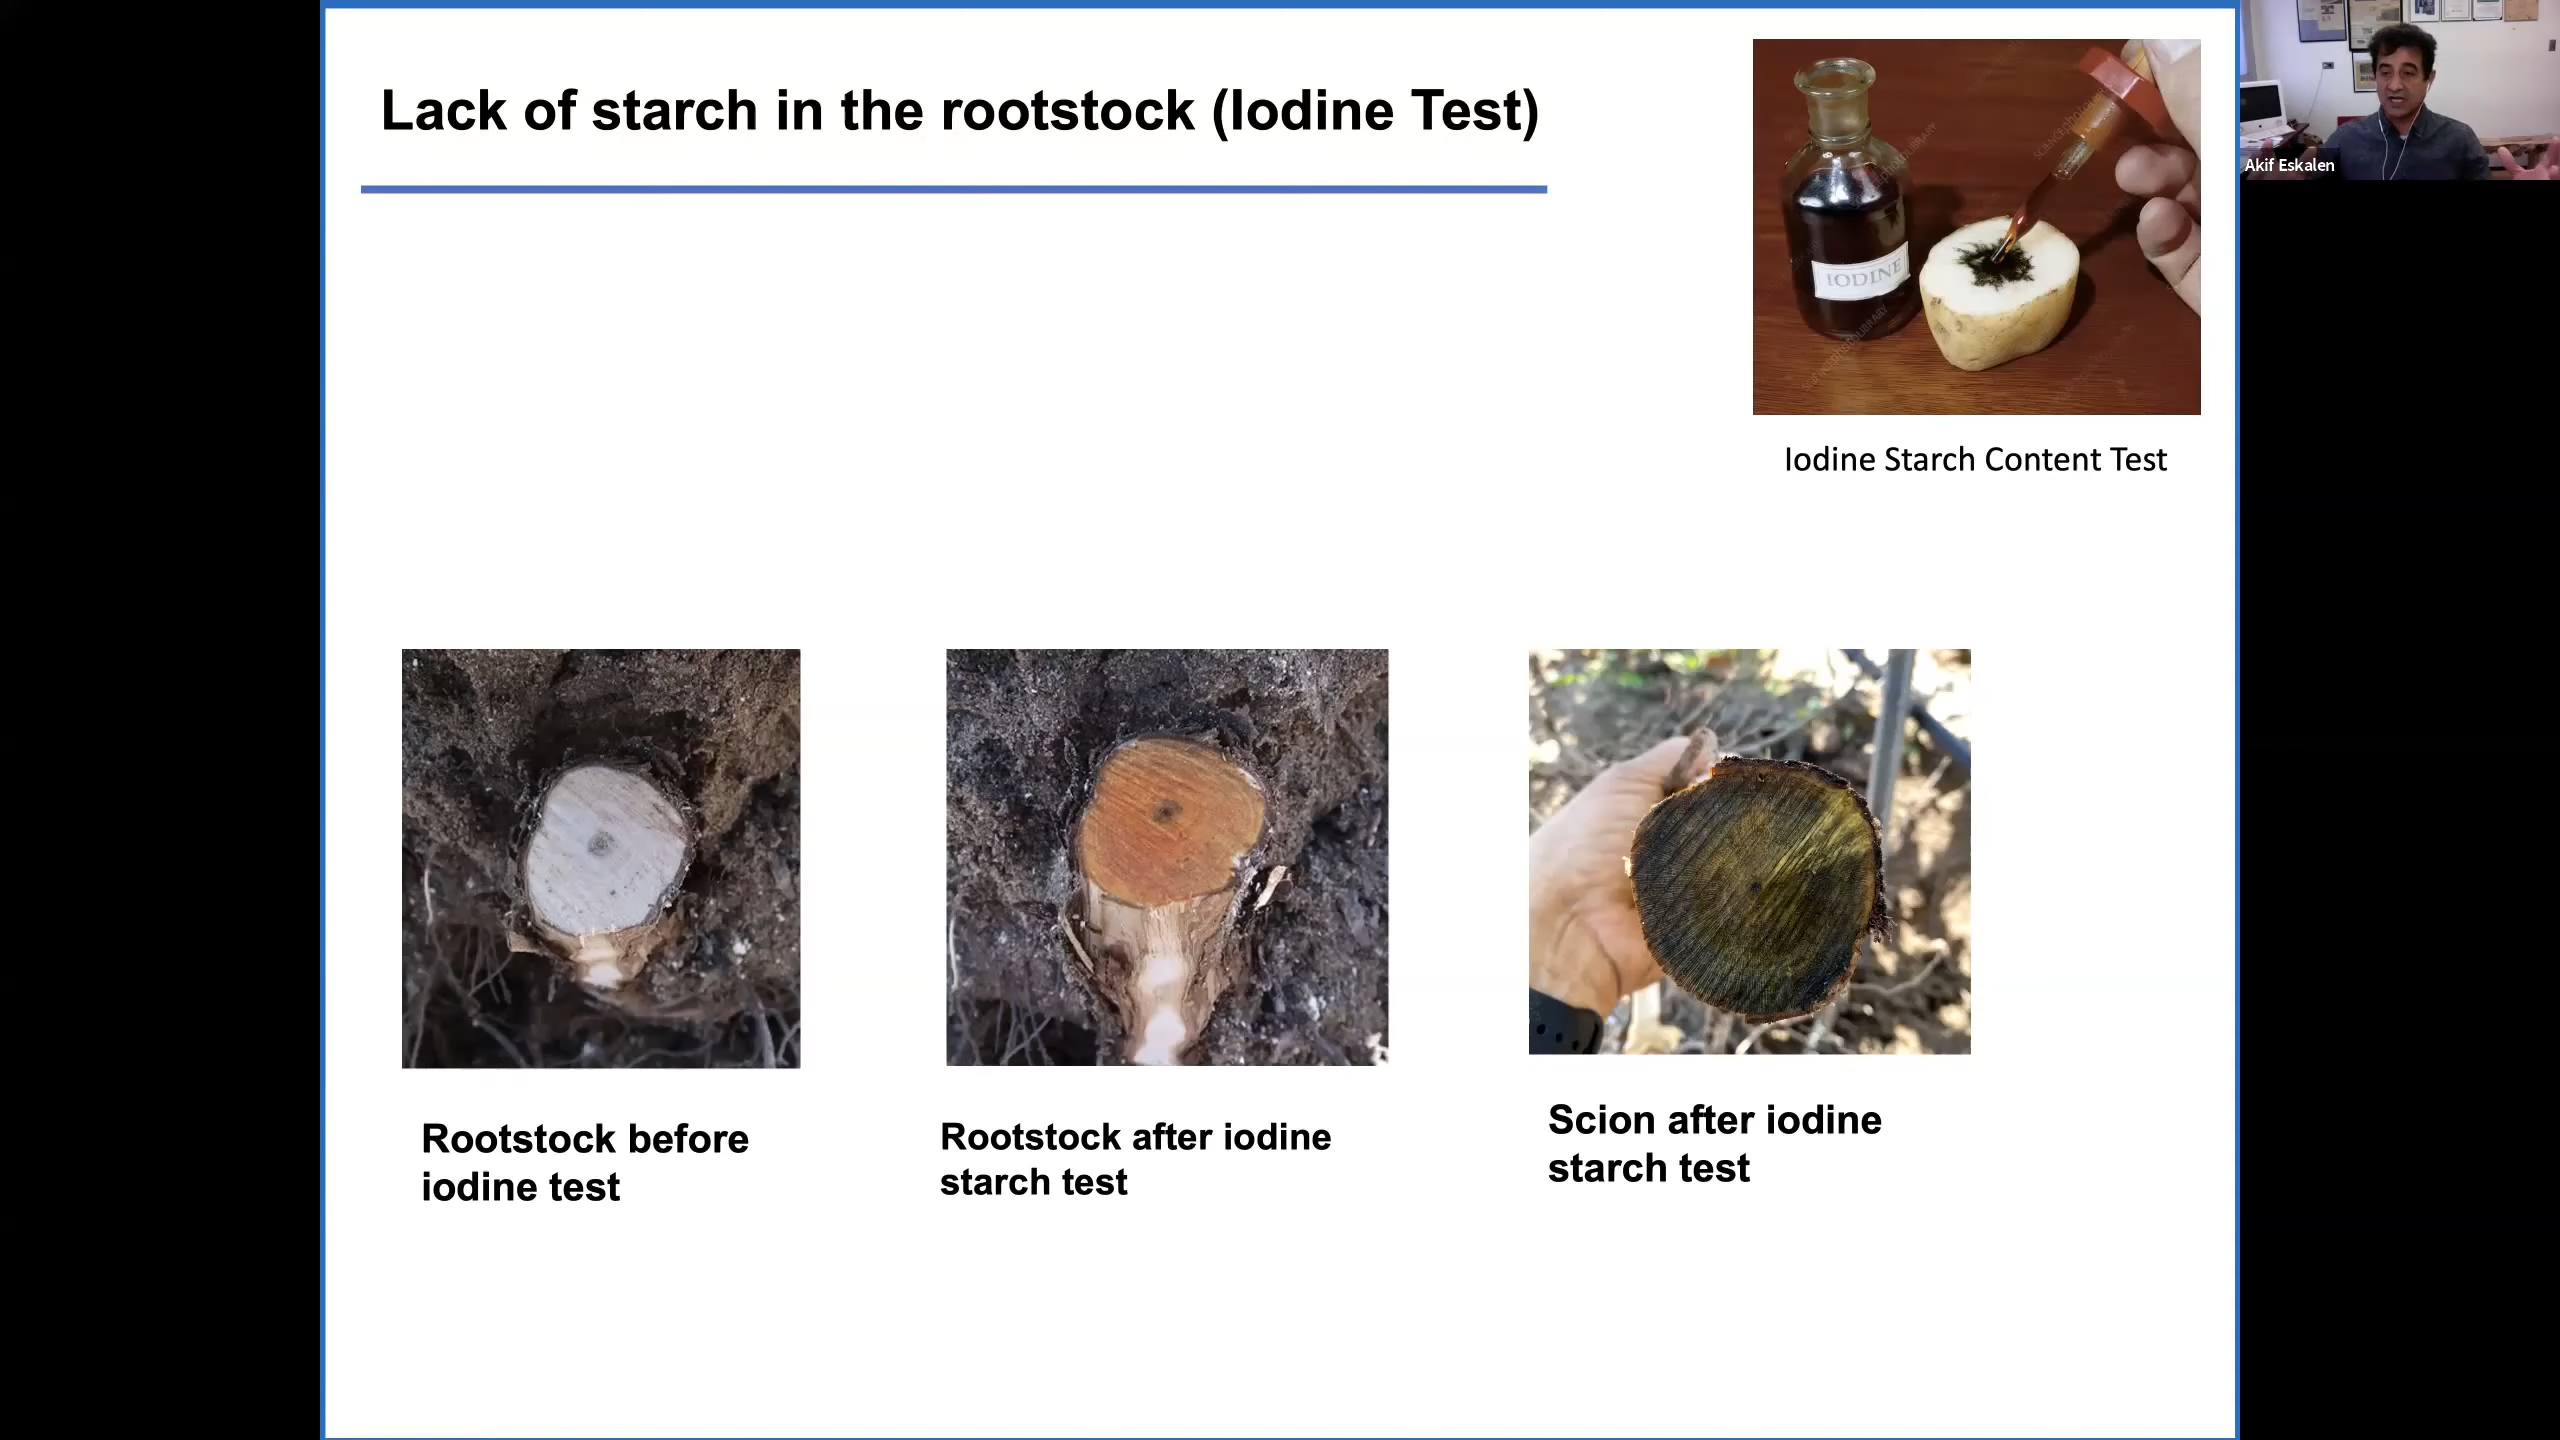 Lack of starch in the rootstock (Iodine Test)
IODINE
Iodine Starch Content Test
Akif Eskalen
Rootstock before
iodine test
Rootstock after iodine
starch test
Scion after iodine
starch test